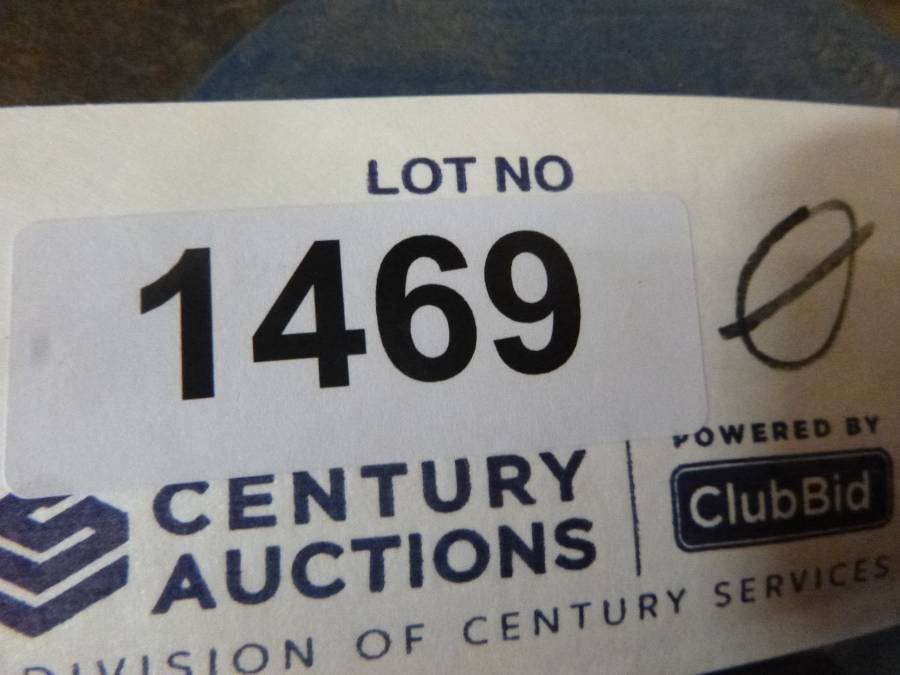 LOT NO
1469
Ø
POWERED BY
ClubBid
CENTURY
AUCTIONS
DIVISION OF CENTURY SERVICES